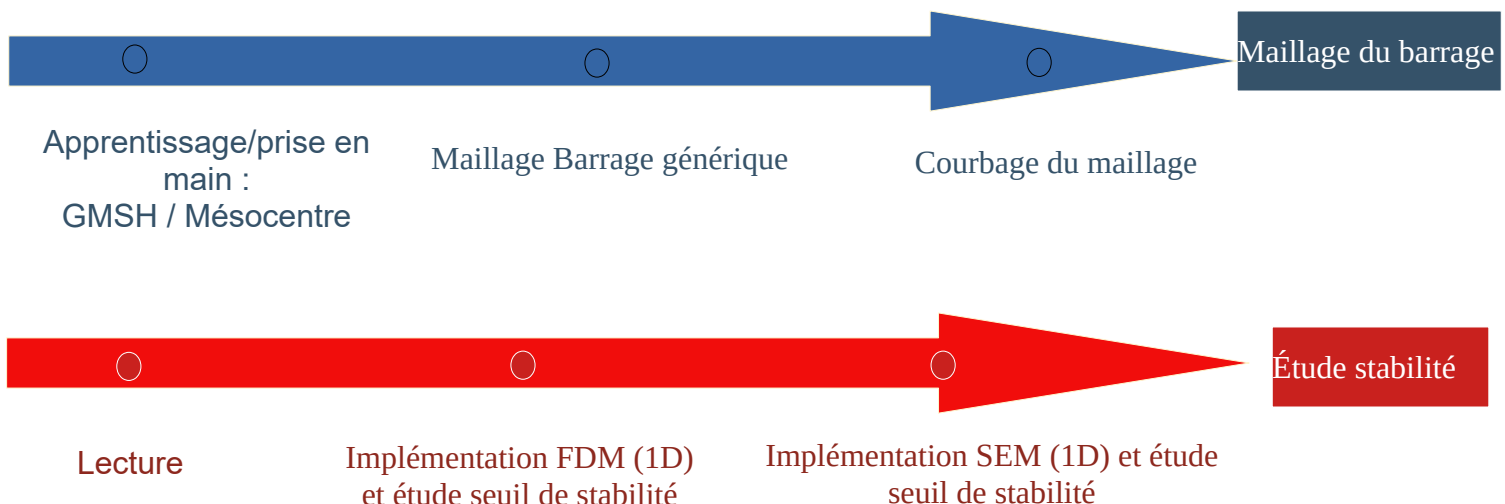 Maillage du barrage
Apprentissage/prise en
main :
GMSH / Mésocentre
Maillage Barrage générique
Courbage du maillage
Étude stabilité
Lecture
Implémentation FDM (1D)
et étude seuil de stabilité
Implémentation SEM (1D) et étude
seuil de stabilité